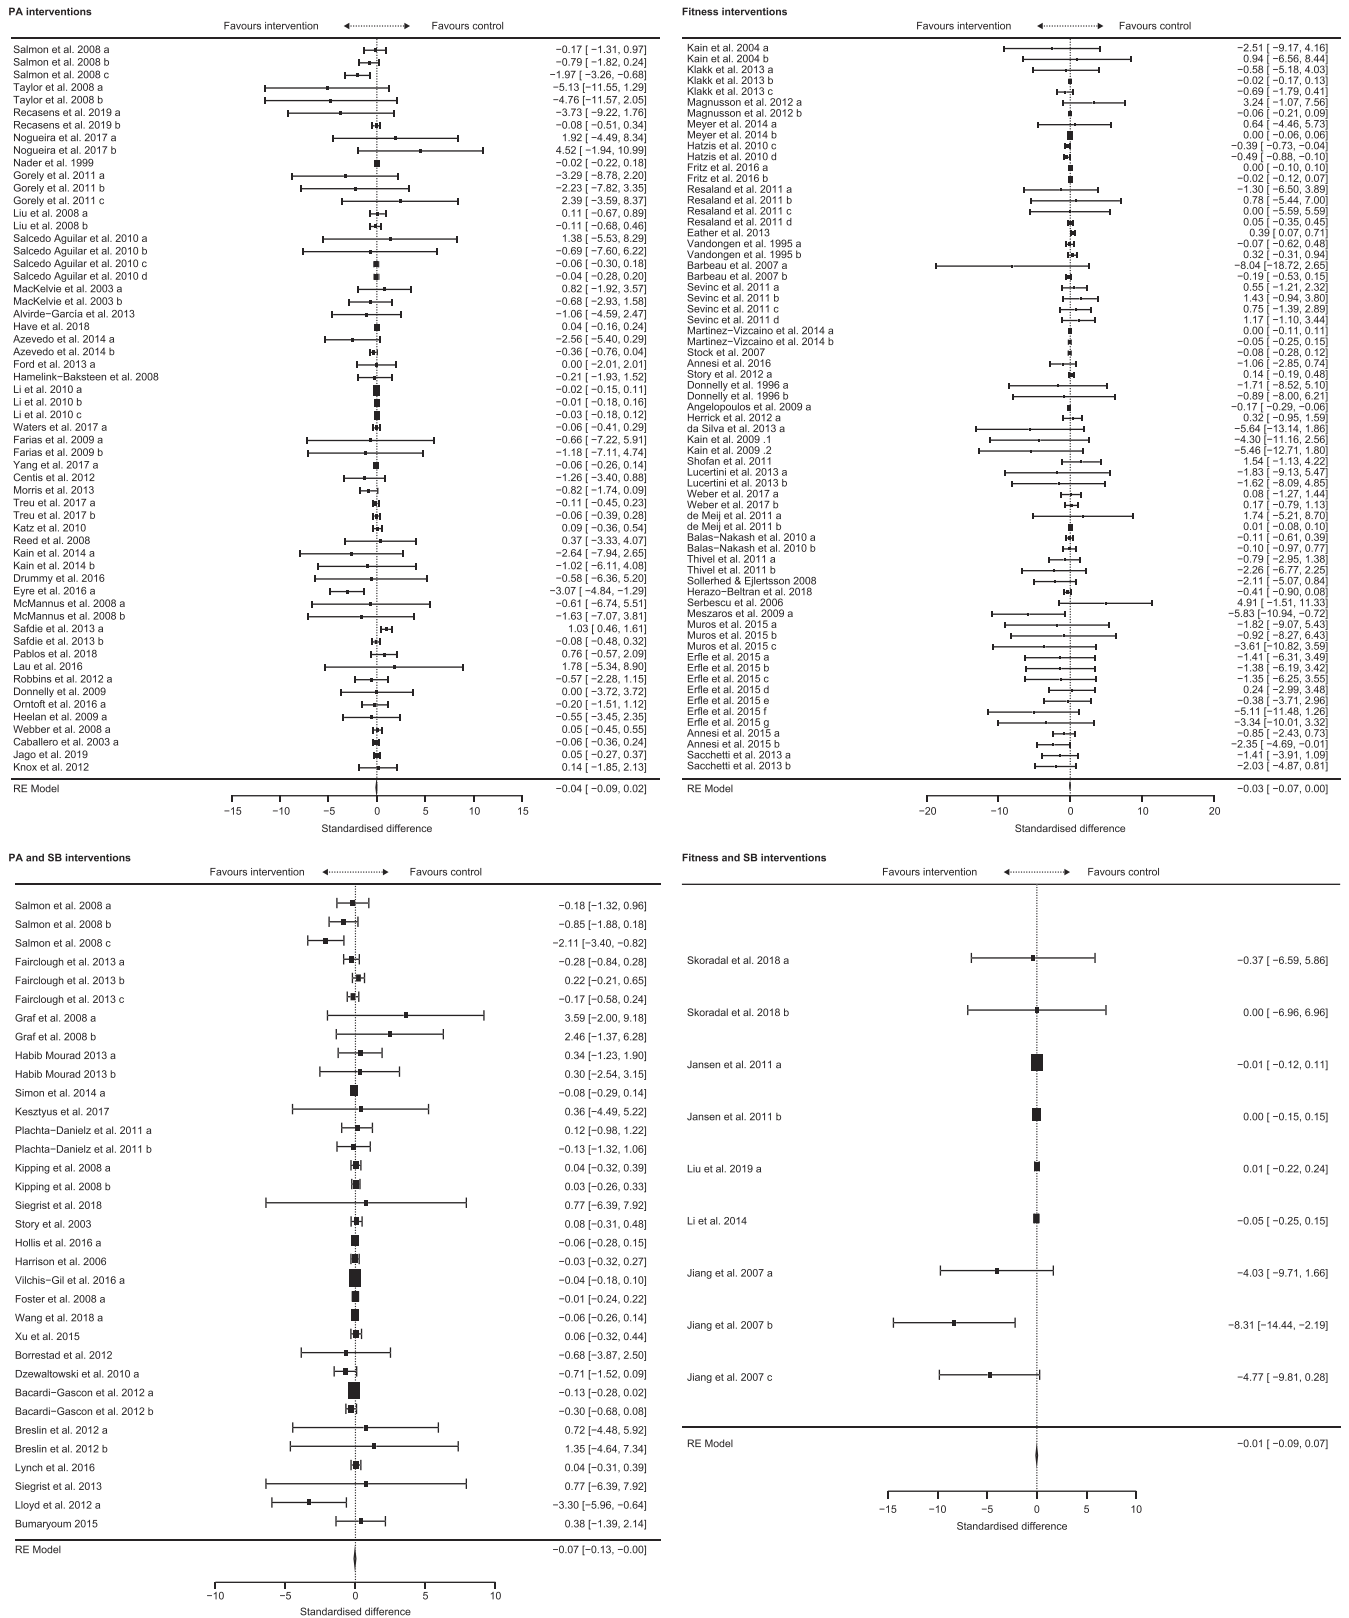 PA interventions
Favours intervention Favours control
Salmon et al. 2008 a −0.17 [ −1.31, 0.97]
Salmon et al. 2008 b −0.79 [ −1.82, 0.24]
Salmon et al. 2008 c −1.97 [ −3.26, −0.68]
Taylor et al. 2008 a −5.13 [−11.55, 1.29]
Taylor et al. 2008 b −4.76 [−11.57, 2.05]
Recasens et al. 2019 a −3.73 [ −9.22, 1.76]
Recasens et al. 2019 b −0.08 [ −0.51, 0.34]
Nogueira et al. 2017 a 1.92 [ −4.49, 8.34]
Nogueira et al. 2017 b 4.52 [ −1.94, 10.99]
Nader et al. 1999 −0.02 [ −0.22, 0.18]
Gorely et al. 2011 a −3.29 [ −8.78, 2.20]
Gorely et al. 2011 b −2.23 [ −7.82, 3.35]
Gorely et al. 2011 c 2.39 [ −3.59, 8.37]
Liu et al. 2008 a 0.11 [ −0.67, 0.89]
Liu et al. 2008 b −0.11 [ −0.68, 0.46]
Salcedo Aguilar et al. 2010 a 1.38 [ −5.53, 8.29]
Salcedo Aguilar et al. 2010 b −0.69 [ −7.60, 6.22]
Salcedo Aguilar et al. 2010 c −0.06 [ −0.30, 0.18]
Salcedo Aguilar et al. 2010 d −0.04 [ −0.28, 0.20]
MacKelvie et al. 2003 a 0.82 [ −1.92, 3.57]
MacKelvie et al. 2003 b −0.68 [ −2.93, 1.58]
Alvirde−García et al. 2013 −1.06 [ −4.59, 2.47]
Have et al. 2018 0.04 [ −0.16, 0.24]
Azevedo et al. 2014 a −2.56 [ −5.40, 0.29]
Azevedo et al. 2014 b −0.36 [ −0.76, 0.04]
Ford et al. 2013 a 0.00 [ −2.01, 2.01]
Hamelink-Baksteen et al. 2008 −0.21 [ −1.93, 1.52]
Li et al. 2010 a −0.02 [ −0.15, 0.11]
Li et al. 2010 b −0.01 [ −0.18, 0.16]
Li et al. 2010 c −0.03 [ −0.18, 0.12]
Waters et al. 2017 a −0.06 [ −0.41, 0.29]
Farias et al. 2009 a −0.66 [ −7.22, 5.91]
Farias et al. 2009 b −1.18 [ −7.11, 4.74]
Yang et al. 2017 a −0.06 [ −0.26, 0.14]
Centis et al. 2012 −1.26 [ −3.40, 0.88]
Morris et al. 2013 −0.82 [ −1.74, 0.09]
Treu et al. 2017 a −0.11 [ −0.45, 0.23]
Treu et al. 2017 b −0.06 [ −0.39, 0.28]
Katz et al. 2010 0.09 [ −0.36, 0.54]
Reed et al. 2008 0.37 [ −3.33, 4.07]
Kain et al. 2014 a −2.64 [ −7.94, 2.65]
Kain et al. 2014 b −1.02 [ −6.11, 4.08]
Drummy et al. 2016 −0.58 [ −6.36, 5.20]
Eyre et al. 2016 a −3.07 [ −4.84, −1.29]
McMannus et al. 2008 a −0.61 [ −6.74, 5.51]
McMannus et al. 2008 b −1.63 [ −7.07, 3.81]
Safdie et al. 2013 a 1.03 [ 0.46, 1.61]
Safdie et al. 2013 b −0.08 [ −0.48, 0.32]
Pablos et al. 2018 0.76 [ −0.57, 2.09]
Lau et al. 2016 1.78 [ −5.34, 8.90]
Robbins et al. 2012 a −0.57 [ −2.28, 1.15]
Donnelly et al. 2009 0.00 [ −3.72, 3.72]
Orntoft et al. 2016 a −0.20 [ −1.51, 1.12]
Heelan et al. 2009 a −0.55 [ −3.45, 2.35]
Webber et al. 2008 a 0.05 [ −0.45, 0.55]
Caballero et al. 2003 a −0.06 [ −0.36, 0.24]
Jago et al. 2019 0.05 [ −0.27, 0.37]
Knox et al. 2012 0.14 [ −1.85, 2.13]
RE Model −0.04 [ −0.09, 0.02]
−15 −10 −5 0 5 10 15
Standardised difference
Fitness interventions
Favours intervention Favours control
Kain et al. 2004 a −2.51 [ −9.17, 4.16]
Kain et al. 2004 b 0.94 [ −6.56, 8.44]
Klakk et al. 2013 a −0.58 [ −5.18, 4.03]
Klakk et al. 2013 b −0.02 [ −0.17, 0.13]
Klakk et al. 2013 c −0.69 [ −1.79, 0.41]
Magnusson et al. 2012 a 3.24 [ −1.07, 7.56]
Magnusson et al. 2012 b −0.06 [ −0.21, 0.09]
Meyer et al. 2014 a 0.64 [ −4.46, 5.73]
Meyer et al. 2014 b 0.00 [ −0.06, 0.06]
Hatzis et al. 2010 c −0.39 [ −0.73, −0.04]
Hatzis et al. 2010 d −0.49 [ −0.88, −0.10]
Fritz et al. 2016 a 0.00 [ −0.10, 0.10]
Fritz et al. 2016 b −0.02 [ −0.12, 0.07]
Resaland et al. 2011 a −1.30 [ −6.50, 3.89]
Resaland et al. 2011 b 0.78 [ −5.44, 7.00]
Resaland et al. 2011 c 0.00 [ −5.59, 5.59]
Resaland et al. 2011 d 0.05 [ −0.35, 0.45]
Eather et al. 2013 0.39 [ 0.07, 0.71]
Vandongen et al. 1995 a −0.07 [ −0.62, 0.48]
Vandongen et al. 1995 b 0.32 [ −0.31, 0.94]
Barbeau et al. 2007 a −8.04 [−18.72, 2.65]
Barbeau et al. 2007 b −0.19 [ −0.53, 0.15]
Sevinc et al. 2011 a 0.55 [ −1.21, 2.32]
Sevinc et al. 2011 b 1.43 [ −0.94, 3.80]
Sevinc et al. 2011 c 0.75 [ −1.39, 2.89]
Sevinc et al. 2011 d 1.17 [ −1.10, 3.44]
Martinez−Vizcaino et al. 2014 a 0.00 [ −0.11, 0.11]
Martinez−Vizcaino et al. 2014 b −0.05 [ −0.25, 0.15]
Stock et al. 2007 −0.08 [ −0.28, 0.12]
Annesi et al. 2016 −1.06 [ −2.85, 0.74]
Story et al. 2012 a 0.14 [ −0.19, 0.48]
Donnelly et al. 1996 a −1.71 [ −8.52, 5.10]
Donnelly et al. 1996 b −0.89 [ −8.00, 6.21]
Angelopoulos et al. 2009 a −0.17 [ −0.29, −0.06]
Herrick et al. 2012 a 0.32 [ −0.95, 1.59]
da Silva et al. 2013 a −5.64 [−13.14, 1.86]
Kain et al. 2009 .1 −4.30 [−11.16, 2.56]
Kain et al. 2009 .2 −5.46 [−12.71, 1.80]
Shofan et al. 2011 1.54 [ −1.13, 4.22]
Lucertini et al. 2013 a −1.83 [ −9.13, 5.47]
Lucertini et al. 2013 b −1.62 [ −8.09, 4.85]
Weber et al. 2017 a 0.08 [ −1.27, 1.44]
Weber et al. 2017 b 0.17 [ −0.79, 1.13]
de Meij et al. 2011 a 1.74 [ −5.21, 8.70]
de Meij et al. 2011 b 0.01 [ −0.08, 0.10]
Balas−Nakash et al. 2010 a −0.11 [ −0.61, 0.39]
Balas−Nakash et al. 2010 b −0.10 [ −0.97, 0.77]
Thivel et al. 2011 a −0.79 [ −2.95, 1.38]
Thivel et al. 2011 b −2.26 [ −6.77, 2.25]
Sollerhed & Ejlertsson 2008 −2.11 [ −5.07, 0.84]
Herazo−Beltran et al. 2018 −0.41 [ −0.90, 0.08]
Serbescu et al. 2006 4.91 [ −1.51, 11.33]
Meszaros et al. 2009 a −5.83 [−10.94, −0.72]
Muros et al. 2015 a −1.82 [ −9.07, 5.43]
Muros et al. 2015 b −0.92 [ −8.27, 6.43]
Muros et al. 2015 c −3.61 [−10.82, 3.59]
Erfle et al. 2015 a −1.41 [ −6.31, 3.49]
Erfle et al. 2015 b −1.38 [ −6.19, 3.42]
Erfle et al. 2015 c −1.35 [ −6.25, 3.55]
Erfle et al. 2015 d 0.24 [ −2.99, 3.48]
Erfle et al. 2015 e −0.38 [ −3.71, 2.96]
Erfle et al. 2015 f −5.11 [−11.48, 1.26]
Erfle et al. 2015 g −3.34 [−10.01, 3.32]
Annesi et al. 2015 a −0.85 [ −2.43, 0.73]
Annesi et al. 2015 b −2.35 [ −4.69, −0.01]
Sacchetti et al. 2013 a −1.41 [ −3.91, 1.09]
Sacchetti et al. 2013 b −2.03 [ −4.87, 0.81]
RE Model −0.03 [ −0.07, 0.00]
−20 −10 0 10 20
Standardised difference
PA and SB interventions
Favours intervention Favours control
Salmon et al. 2008 a −0.18 [−1.32, 0.96]
Salmon et al. 2008 b −0.85 [−1.88, 0.18]
Salmon et al. 2008 c −2.11 [−3.40, −0.82]
Fairclough et al. 2013 a −0.28 [−0.84, 0.28]
Fairclough et al. 2013 b 0.22 [−0.21, 0.65]
Fairclough et al. 2013 c −0.17 [−0.58, 0.24]
Graf et al. 2008 a 3.59 [−2.00, 9.18]
Graf et al. 2008 b 2.46 [−1.37, 6.28]
Habib Mourad 2013 a 0.34 [−1.23, 1.90]
Habib Mourad 2013 b 0.30 [−2.54, 3.15]
Simon et al. 2014 a −0.08 [−0.29, 0.14]
Kesztyus et al. 2017 0.36 [−4.49, 5.22]
Plachta−Danielz et al. 2011 a 0.12 [−0.98, 1.22]
Plachta−Danielz et al. 2011 b −0.13 [−1.32, 1.06]
Kipping et al. 2008 a 0.04 [−0.32, 0.39]
Kipping et al. 2008 b 0.03 [−0.26, 0.33]
Siegrist et al. 2018 0.77 [−6.39, 7.92]
Story et al. 2003 0.08 [−0.31, 0.48]
Hollis et al. 2016 a −0.06 [−0.28, 0.15]
Harrison et al. 2006 −0.03 [−0.32, 0.27]
Vilchis−Gil et al. 2016 a −0.04 [−0.18, 0.10]
Foster et al. 2008 a −0.01 [−0.24, 0.22]
Wang et al. 2018 a −0.06 [−0.26, 0.14]
Xu et al. 2015 0.06 [−0.32, 0.44]
Borrestad et al. 2012 −0.68 [−3.87, 2.50]
Dzewaltowski et al. 2010 a −0.71 [−1.52, 0.09]
Bacardi−Gascon et al. 2012 a −0.13 [−0.28, 0.02]
Bacardi−Gascon et al. 2012 b −0.30 [−0.68, 0.08]
Breslin et al. 2012 a 0.72 [−4.48, 5.92]
Breslin et al. 2012 b 1.35 [−4.64, 7.34]
Lynch et al. 2016 0.04 [−0.31, 0.39]
Siegrist et al. 2013 0.77 [−6.39, 7.92]
Lloyd et al. 2012 a −3.30 [−5.96, −0.64]
Bumaryoum 2015 0.38 [−1.39, 2.14]
RE Model −0.07 [−0.13, −0.00]
−10 −5 0 5 10
Standardised difference
Fitness and SB interventions
Favours intervention Favours control
Skoradal et al. 2018 a −0.37 [ −6.59, 5.86]
Skoradal et al. 2018 b 0.00 [ −6.96, 6.96]
Jansen et al. 2011 a −0.01 [ −0.12, 0.11]
Jansen et al. 2011 b 0.00 [ −0.15, 0.15]
Liu et al. 2019 a 0.01 [ −0.22, 0.24]
Li et al. 2014 −0.05 [ −0.25, 0.15]
Jiang et al. 2007 a −4.03 [ −9.71, 1.66]
Jiang et al. 2007 b −8.31 [−14.44, −2.19]
Jiang et al. 2007 c −4.77 [ −9.81, 0.28]
RE Model −0.01 [ −0.09, 0.07]
−15 −10 −5 0 5 10
Standardised difference